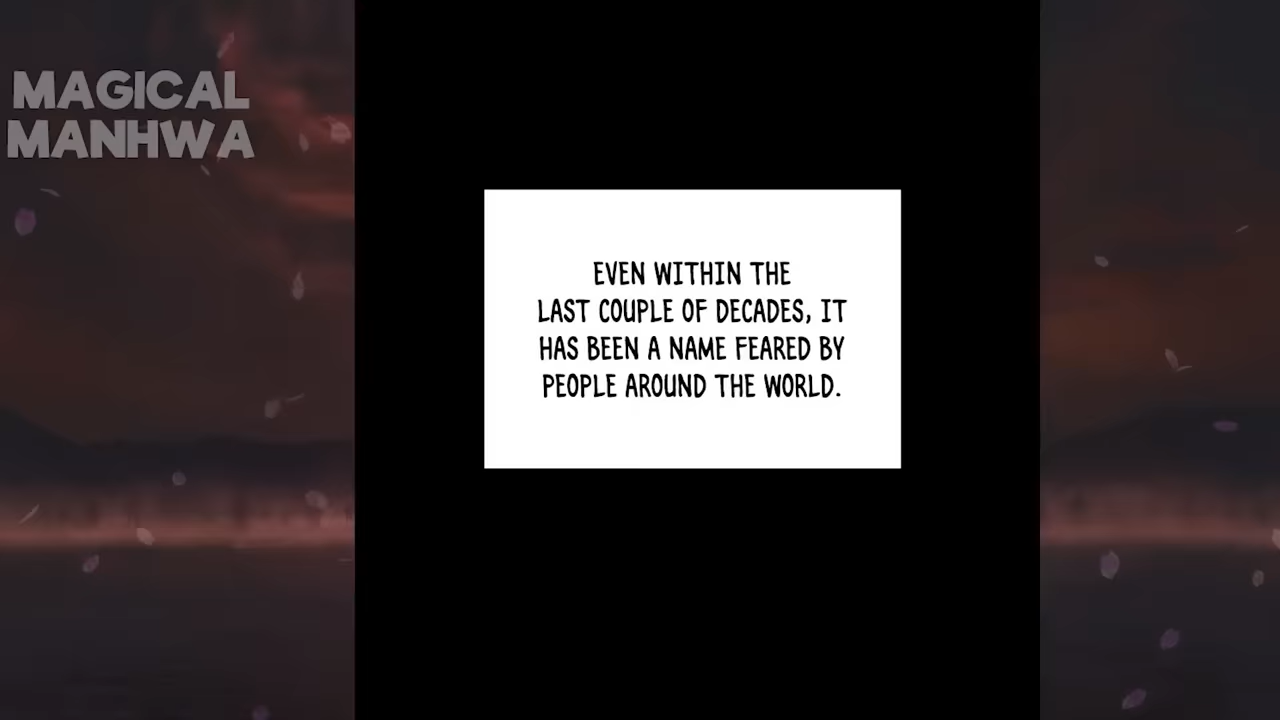 MAGICAL
MANHWA
EVEN WITHIN THE
LAST COUPLE OF DECADES, IT
HAS BEEN A NAME FEARED BY
PEOPLE AROUND THE WORLD.